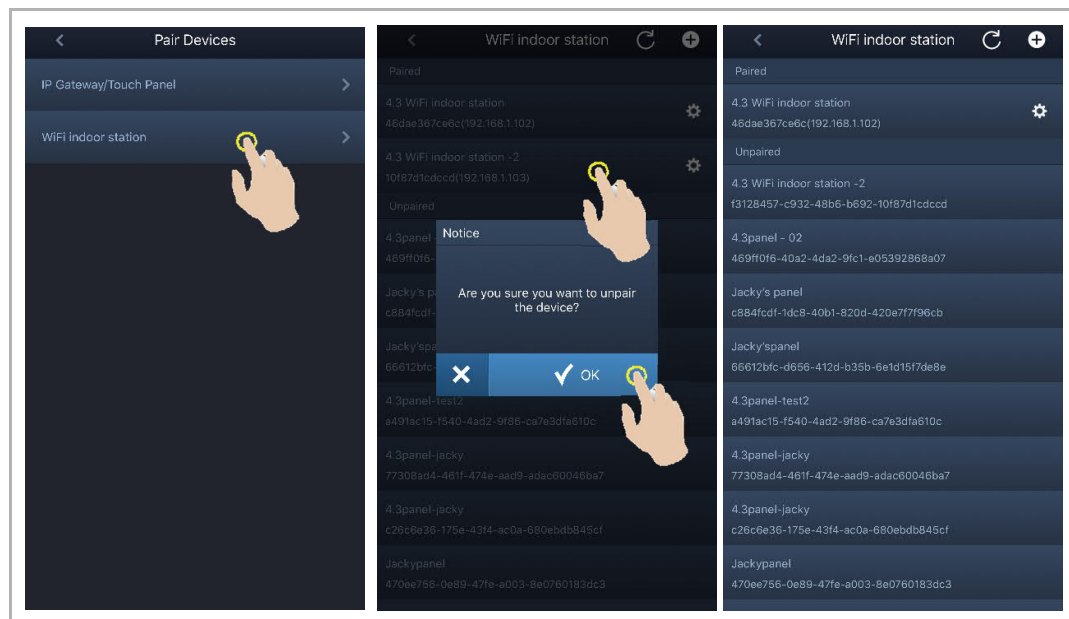 Pair Devices
IP Gateway/Touch Panel
WiFi indoor station
WiFi indoor station
Paired
4.3 WiFi indoor station
46dae367ce6c(192.168.1.102)
4.3 WiFi indoor station -2
10f87d1cdccd(192.168.1.103)
Unpaired
4.3panel
469ff0f6-
Jacky's pa
c884fcdf-
Jacky'spa
66612bfc-
4.3panel-test2
a491ac15-f540-4ad2-9f86-ca7e3dfa610c
4.3panel-jacky
77308ad4-461f-474e-aad9-adac60046ba7
4.3panel-jacky
c26c6e36-175e-43f4-ac0a-680ebdb845cf
Jackypanel
470ee756-0e89-47fe-a003-8e0760183dc3
Notice
Are you sure you want to unpair
the device?
OK
WiFi indoor station
Paired
4.3 WiFi indoor station
46dae367ce6c(192.168.1.102)
Unpaired
4.3 WiFi indoor station -2
f3128457-c932-48b6-b692-10f87d1cdccd
4.3panel - 02
469ff0f6-40a2-4da2-9fc1-e05392868a07
Jacky's panel
c884fcdf-1dc8-40b1-820d-420e7f7f96cb
Jacky'spanel
66612bfc-d656-412d-b35b-6e1d15f7de8e
4.3panel-test2
a491ac15-f540-4ad2-9f86-ca7e3dfa610c
4.3panel-jacky
77308ad4-461f-474e-aad9-adac60046ba7
4.3panel-jacky
c26c6e36-175e-43f4-ac0a-680ebdb845cf
Jackypanel
470ee756-0e89-47fe-a003-8e0760183dc3